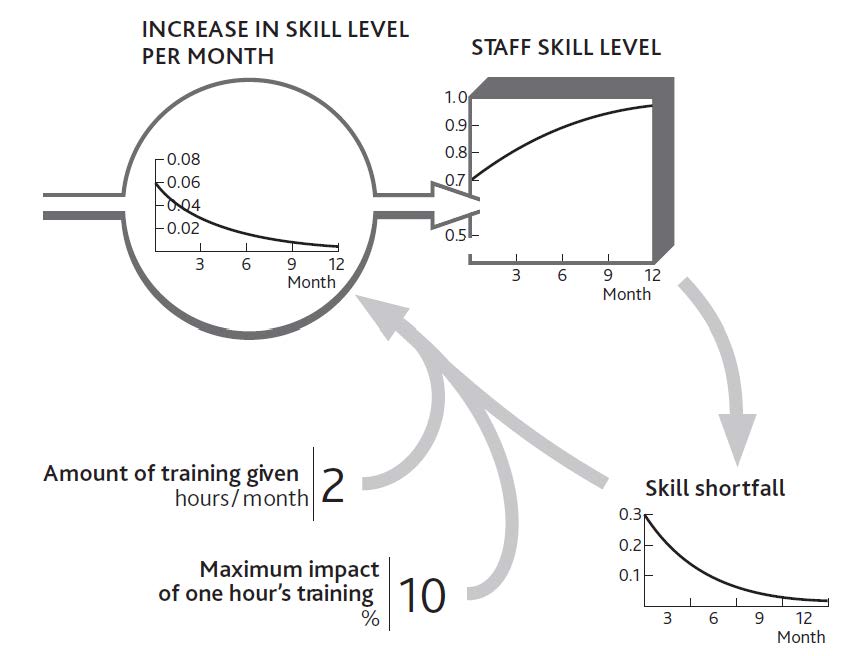 INCREASE IN SKILL LEVEL
PER MONTH
STAFF SKILL LEVEL
0.08
0.06
0.04
0.02
3 6 9 12
Month
1.0
0.9
0.8
0.7
0.5
3 6 9 12
Month
Amount of training given
hours/month
2
Maximum impact
of one hour's training
%
10
Skill shortfall
0.3
0.2
0.1
3 6 9 12
Month